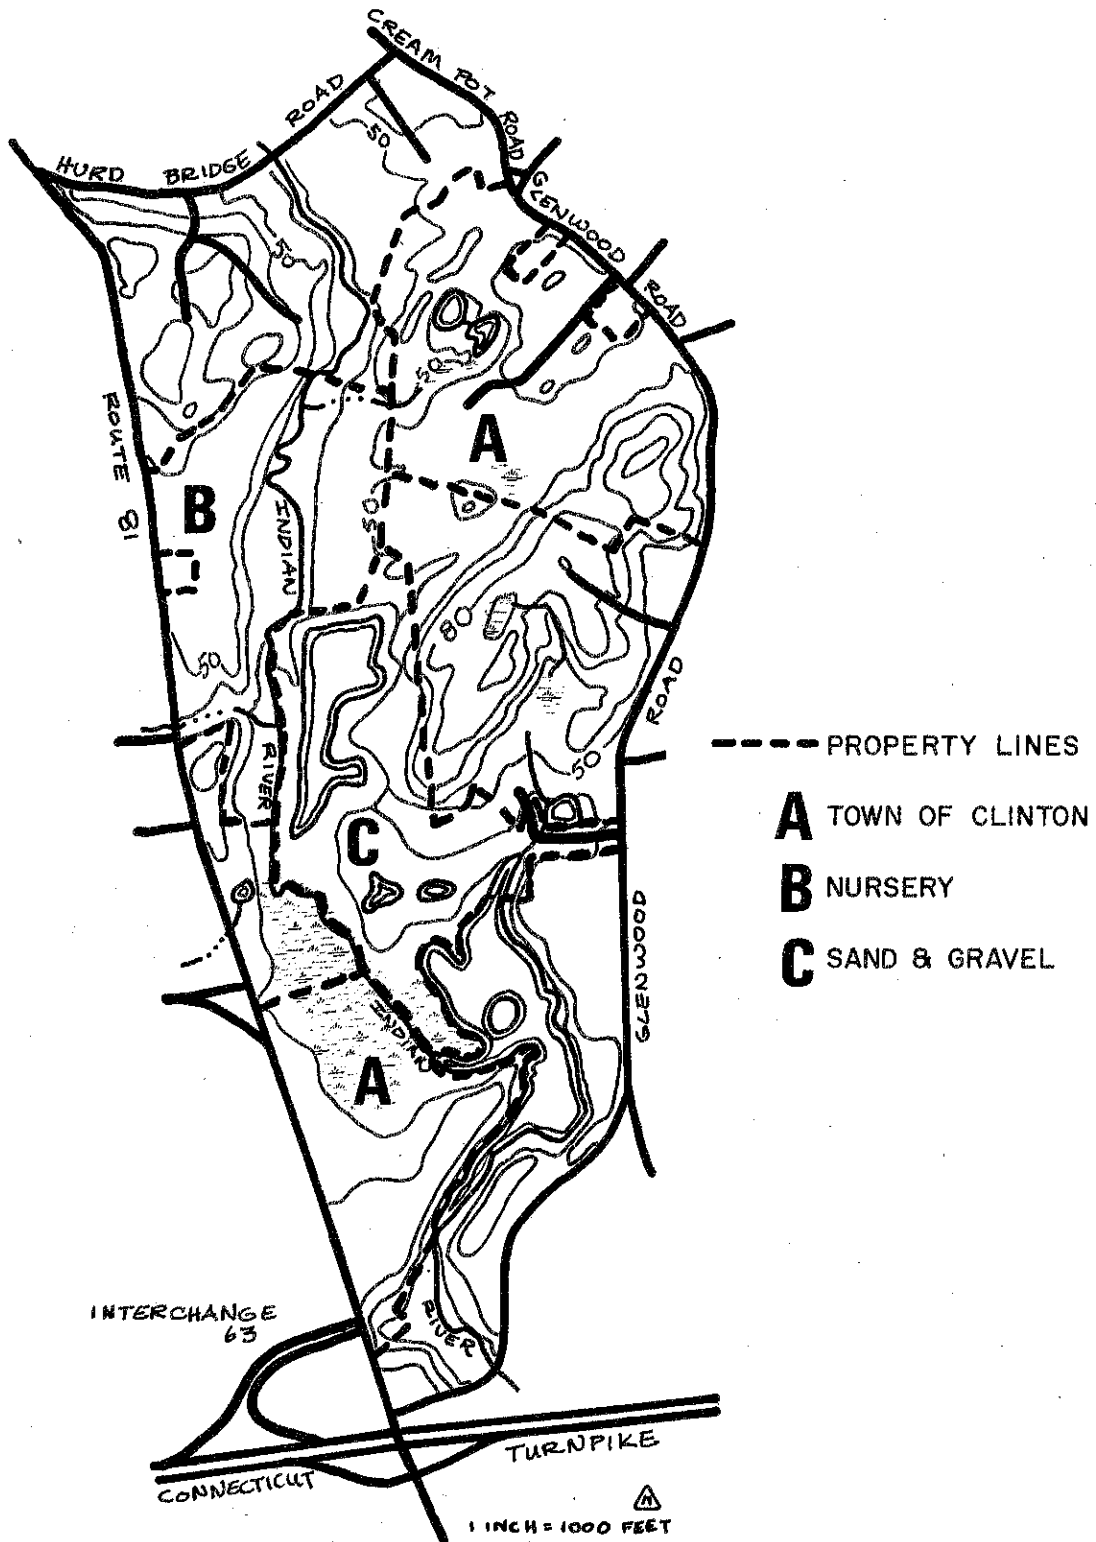 CREAM POT ROAD
HURD BRIDGE ROAD
GLENWOOD ROAD
50
50
50
A
ROUTE 81
B
INDIAN
50
80
50
ROAD
RIVER
50
C
PROPERTY LINES
A TOWN OF CLINTON
B NURSERY
C SAND & GRAVEL
GLENWOOD
INDIAN
A
INTERCHANGE
63
RIVER
TURNPIKE
CONNECTICUT
N
1 INCH = 1000 FEET